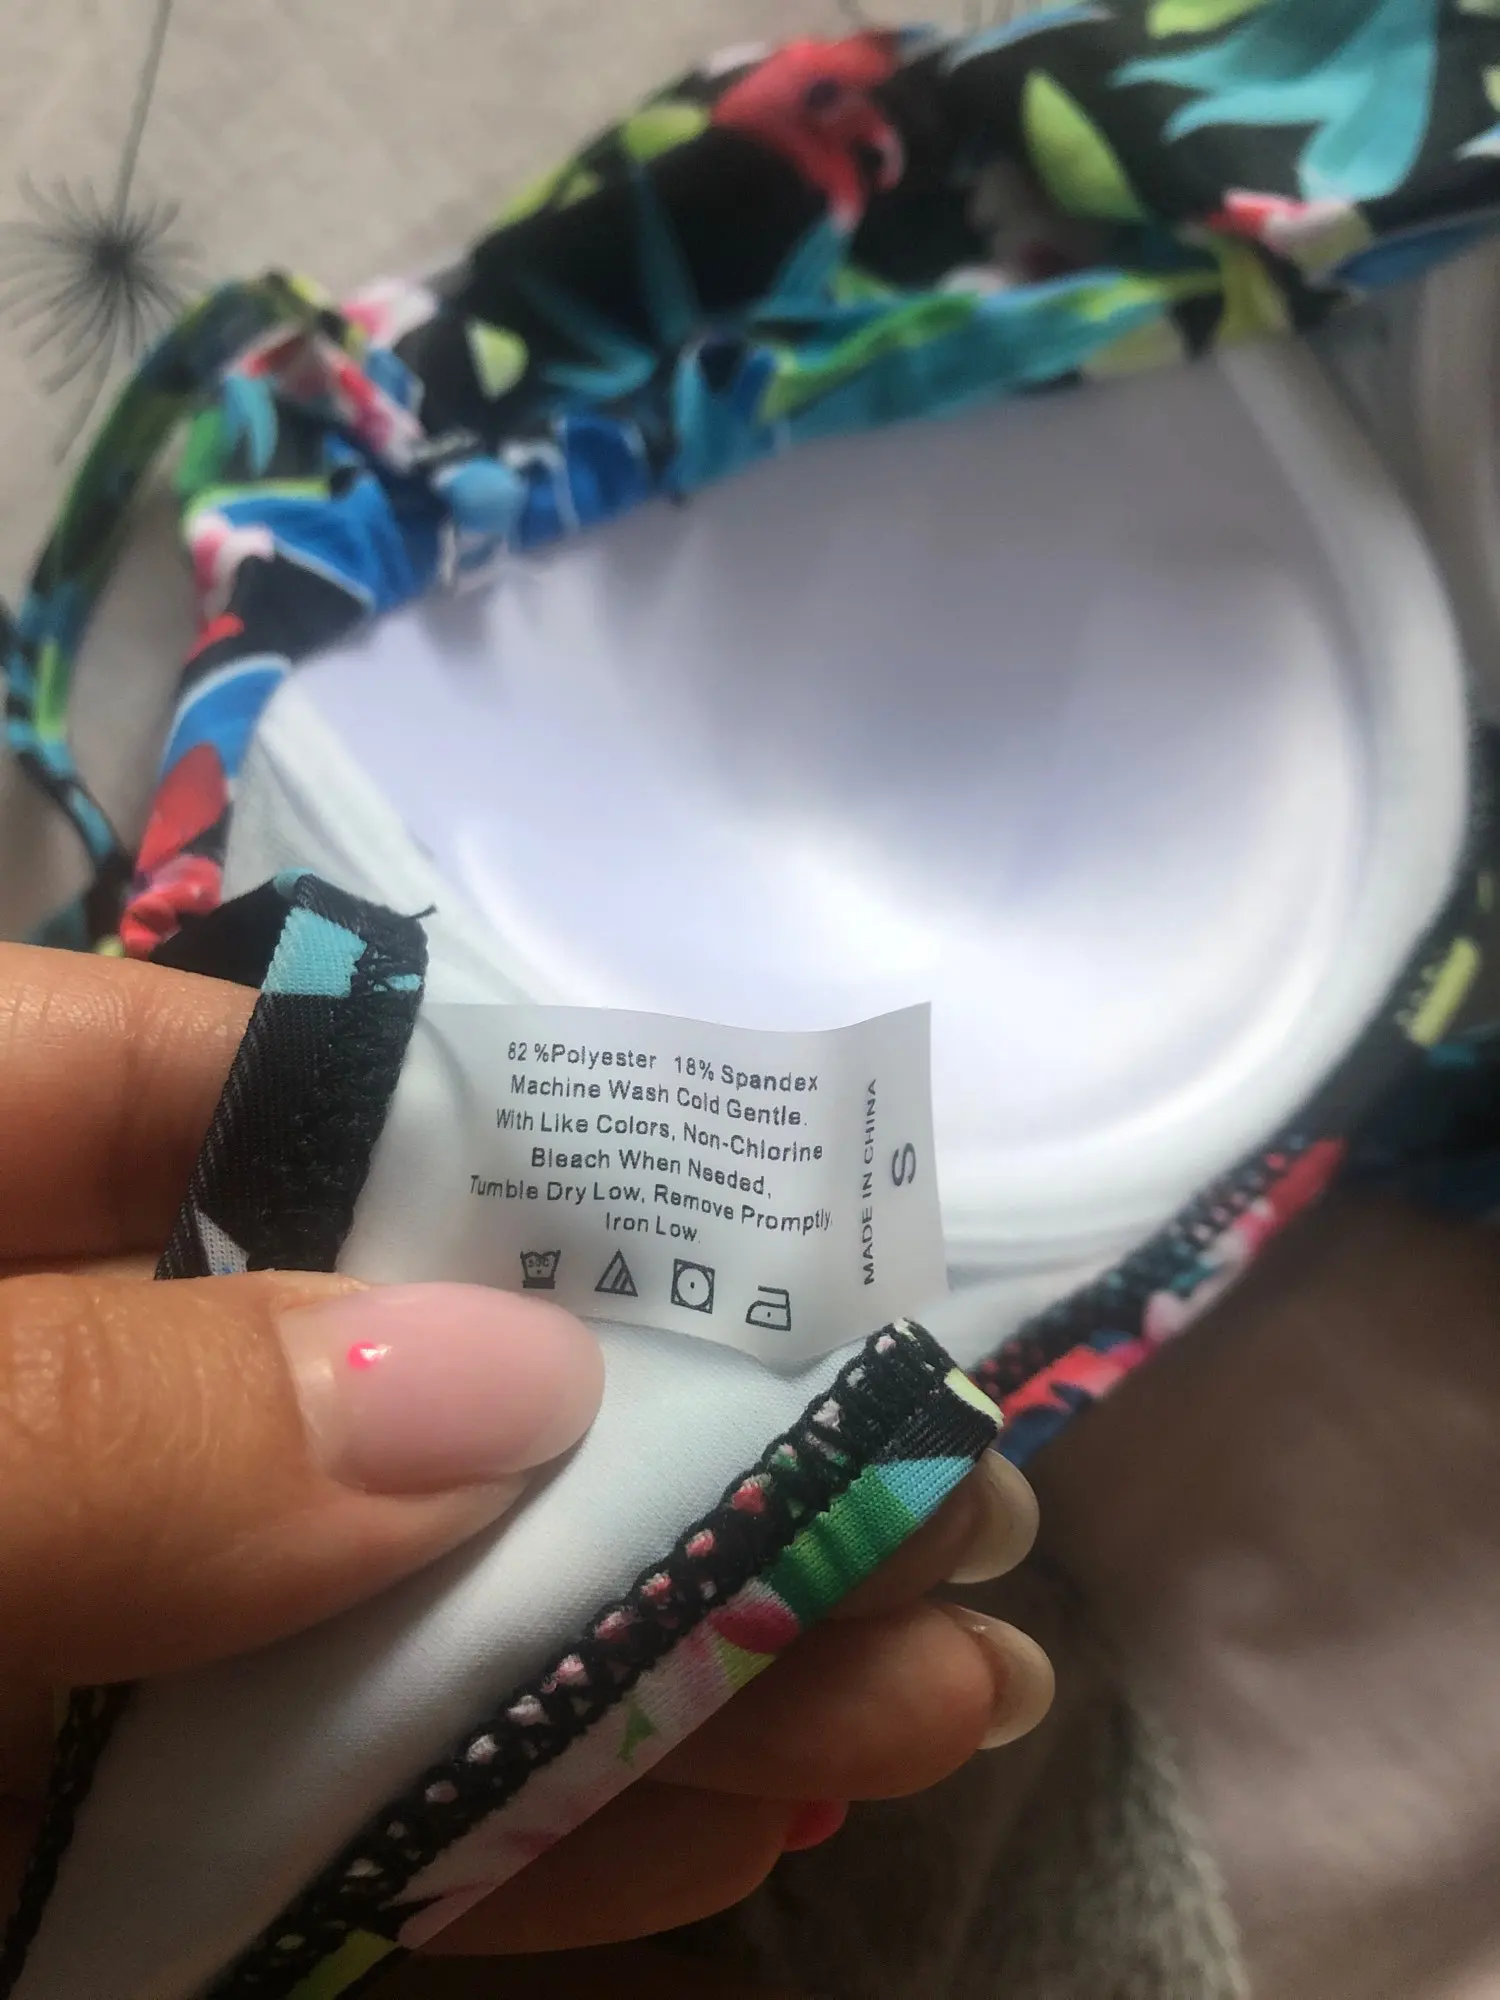 82 %Polyester 18% Spandex
Machine Wash Cold Gentle.
With Like Colors, Non-Chlorine
Bleach When Needed,
Tumble Dry Low, Remove Promptly.
Iron Low
MADE IN CHINA
S